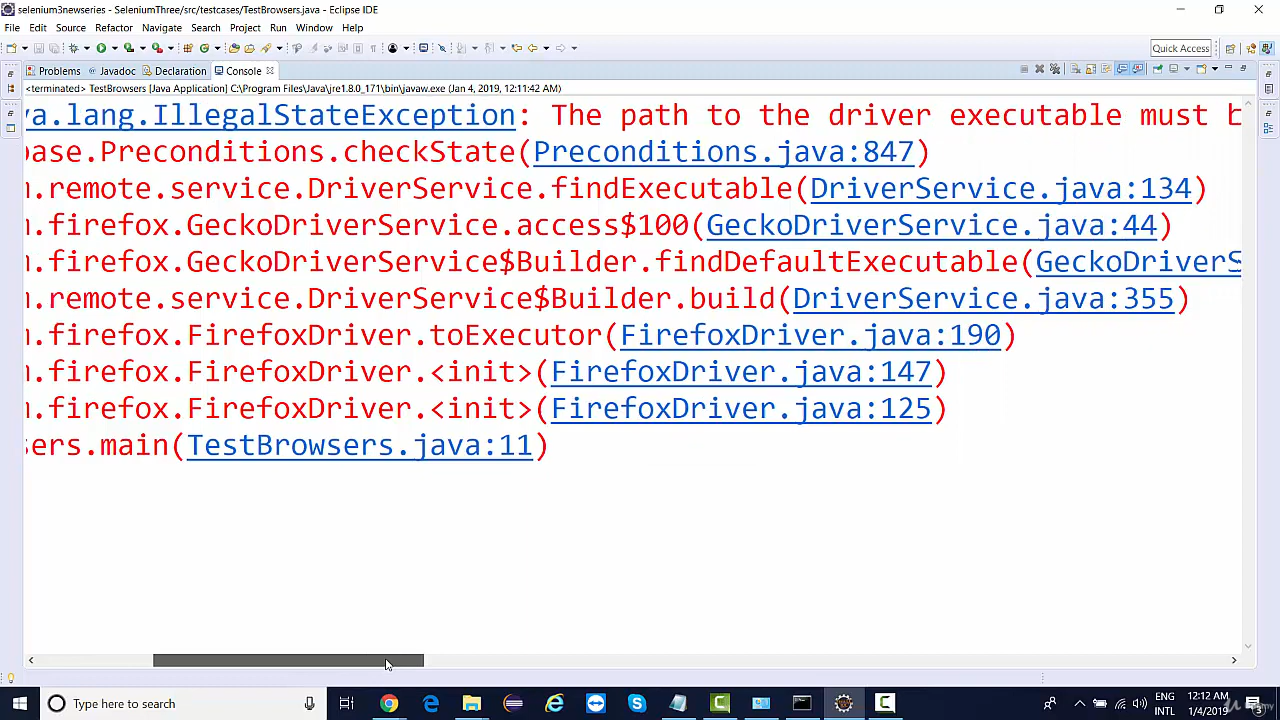 selenium3newseries - SeleniumThree/src/testcases/TestBrowsers.java - Eclipse IDE
File Edit Source Refactor Navigate Search Project Run Window Help
Quick Access
Problems Javadoc Declaration Console
<terminated> TestBrowsers [Java Application] C:\Program Files\Java\jre1.8.0_171\bin\javaw.exe (Jan 4, 2019, 12:11:42 AM)
va.lang.IllegalStateException: The path to the driver executable must b
base.Preconditions.checkState(Preconditions.java:847)
m.remote.service.DriverService.findExecutable(DriverService.java:134)
m.firefox.GeckoDriverService.access$100(GeckoDriverService.java:44)
m.firefox.GeckoDriverService$Builder.findDefaultExecutable(GeckoDriverS
m.remote.service.DriverService$Builder.build(DriverService.java:355)
m.firefox.FirefoxDriver.toExecutor(FirefoxDriver.java:190)
m.firefox.FirefoxDriver.<init>(FirefoxDriver.java:147)
m.firefox.FirefoxDriver.<init>(FirefoxDriver.java:125)
sers.main(TestBrowsers.java:11)
Type here to search
ENG
INTL
12:12 AM
1/4/2019